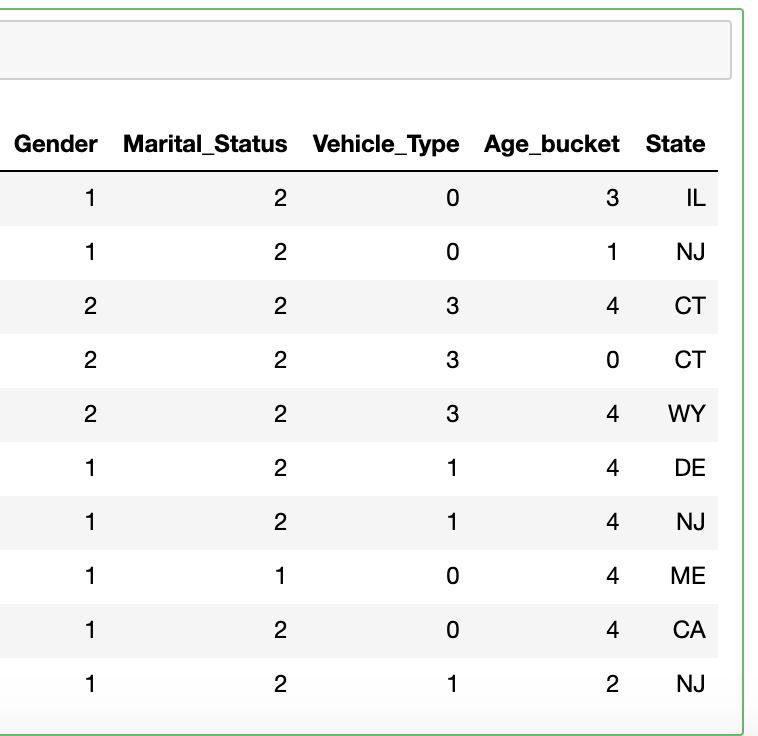 Gender Marital_Status Vehicle_Type Age_bucket State
1 2 0 3 IL
1 2 0 1 NJ
2 2 3 4 CT
2 2 3 0 CT
2 2 3 4 WY
1 2 1 4 DE
1 2 1 4 NJ
1 1 0 4 ME
1 2 0 4 CA
1 2 1 2 NJ